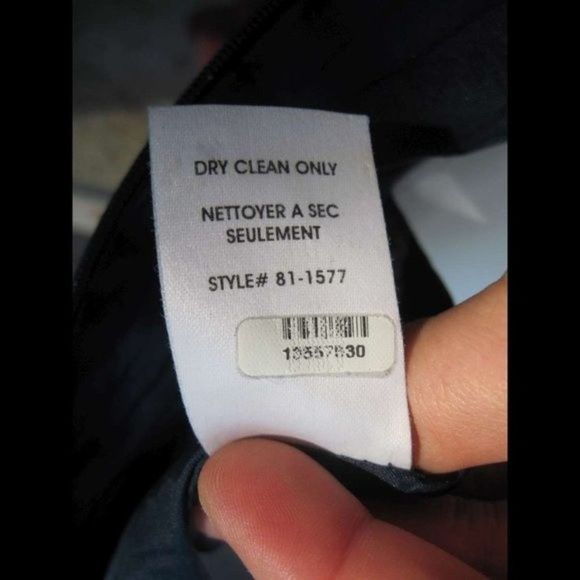 DRY CLEAN ONLY
NETTOYER A SEC
SEULEMENT
STYLE# 81-1577